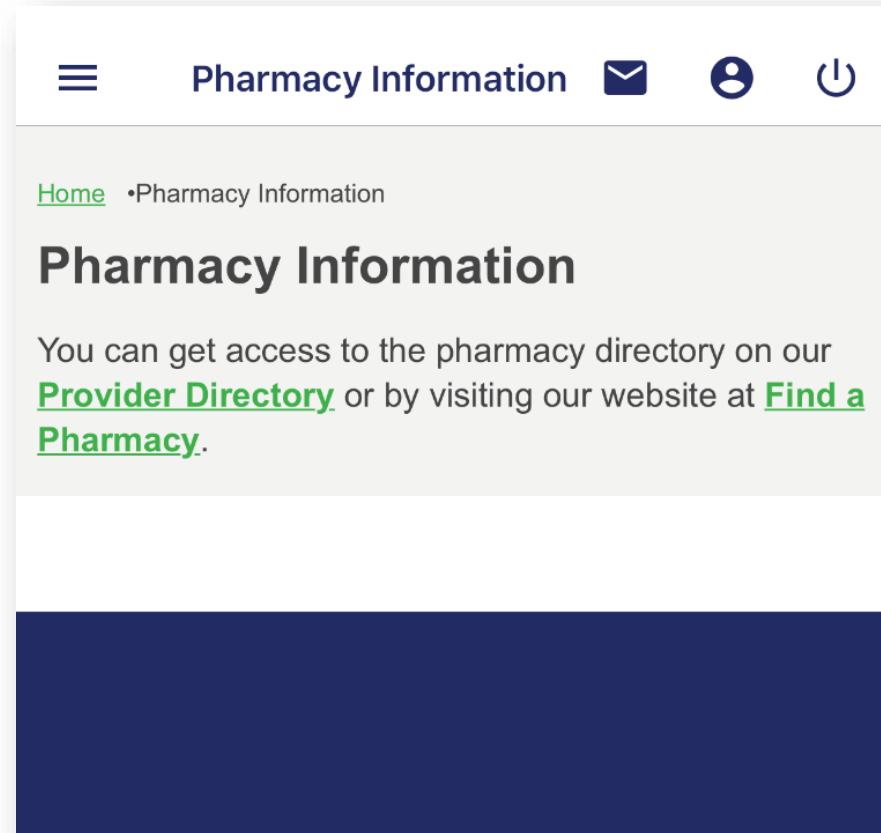 Pharmacy Information
Home •Pharmacy Information
Pharmacy Information
You can get access to the pharmacy directory on our
Provider Directory or by visiting our website at Find a
Pharmacy.